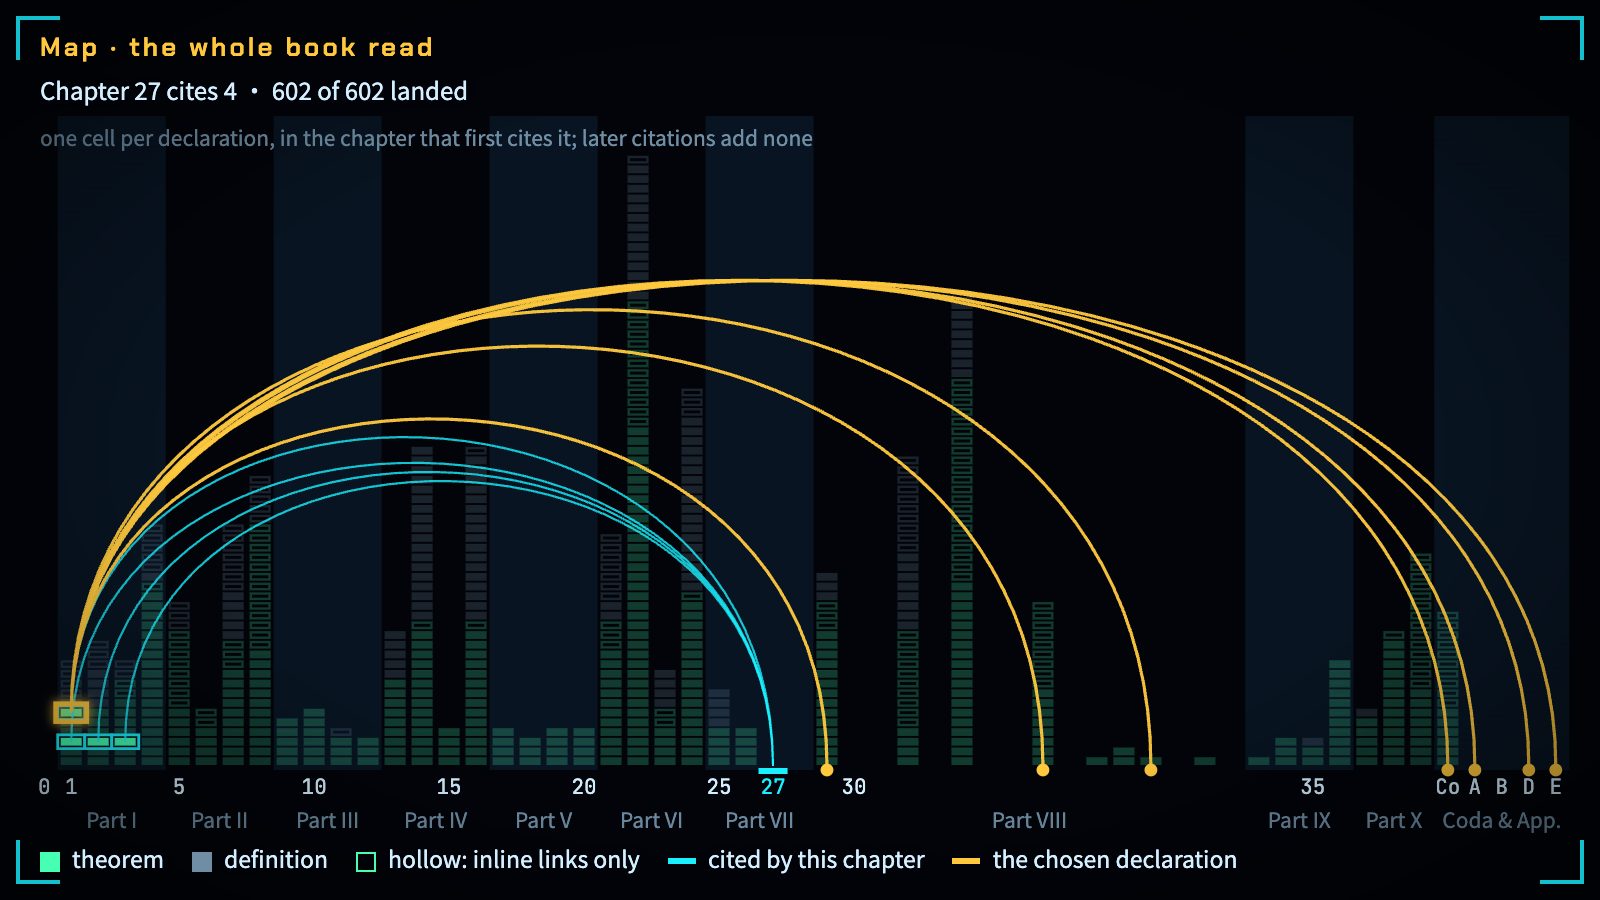 Map · the whole book read
Chapter 27 cites 4 • 602 of 602 landed
one cell per declaration, in the chapter that first cites it; later citations add none
0 1 5 10 15 20 25 27 30 35 Co A B D E
Part I Part II Part III Part IV Part V Part VI Part VII Part VIII Part IX Part X Coda & App.
theorem definition hollow: inline links only cited by this chapter the chosen declaration